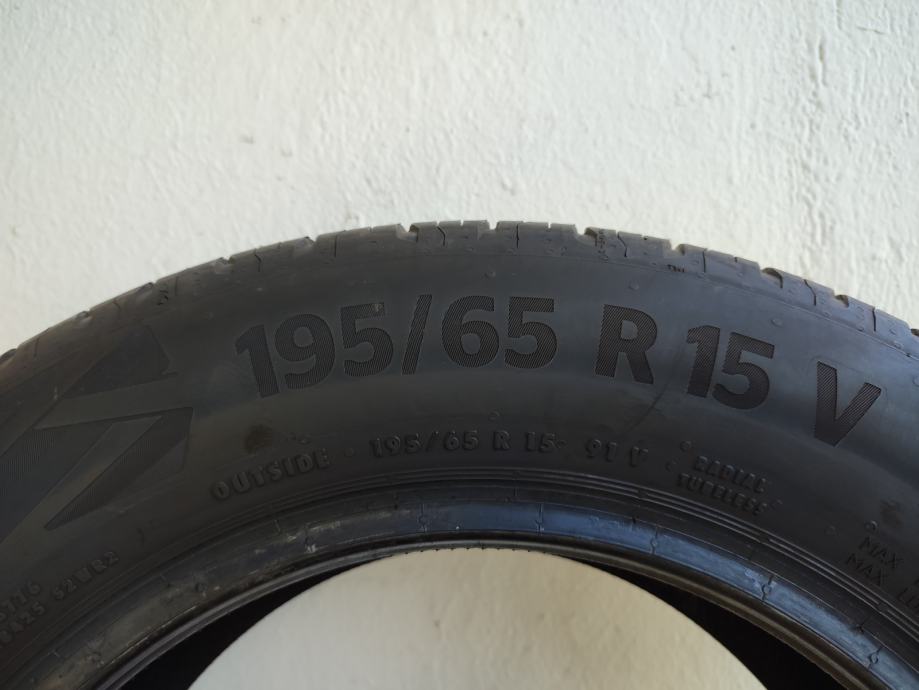 195/65 R 15 V
OUTSIDE · 195/65 R 15 · 91 V ·
RADIAL
TUBELESS
MAX
MAX